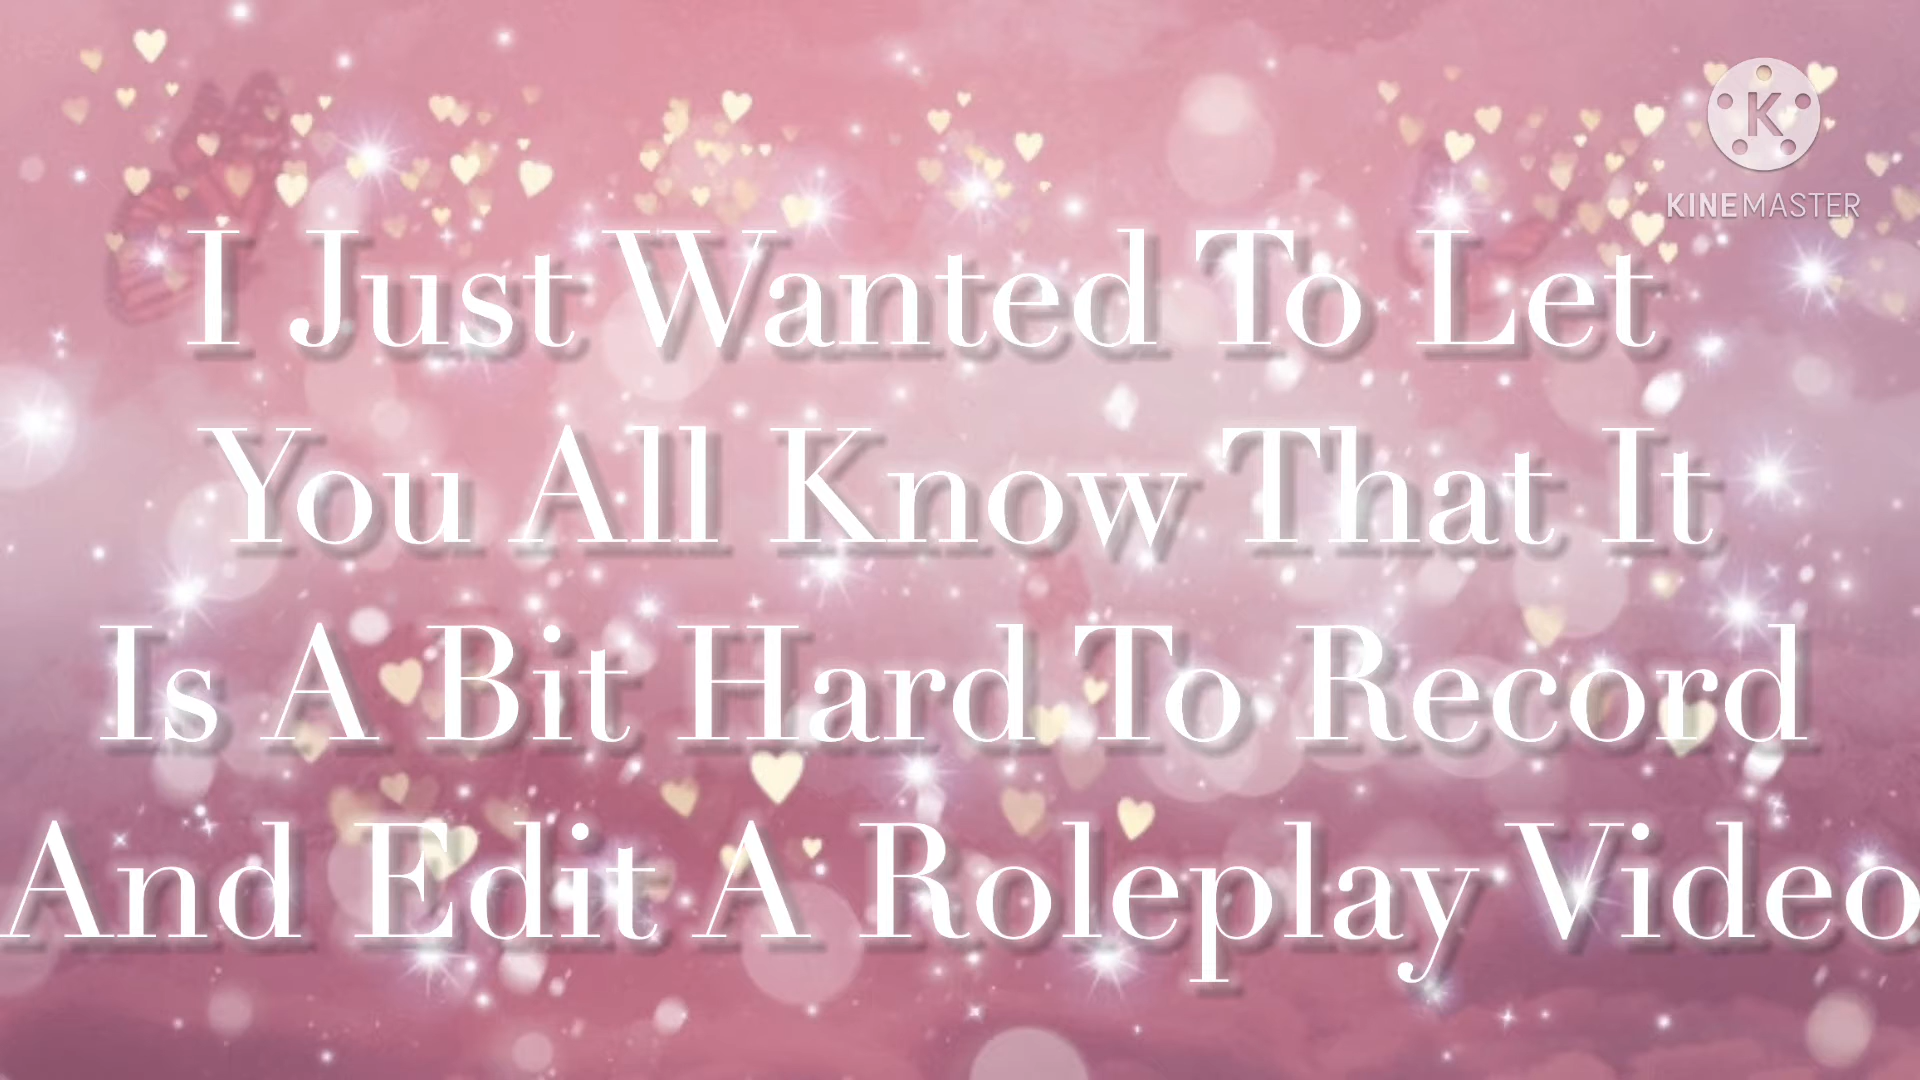 K
KINEMASTER
I Just Wanted To Let
You All Know That It
Is A Bit Hard To Record
And Edit A Roleplay Video